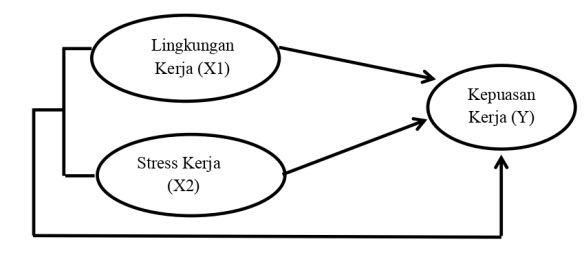 Lingkungan
Kerja (X1)
Kepuasan
Kerja (Y)
Stress Kerja
(X2)